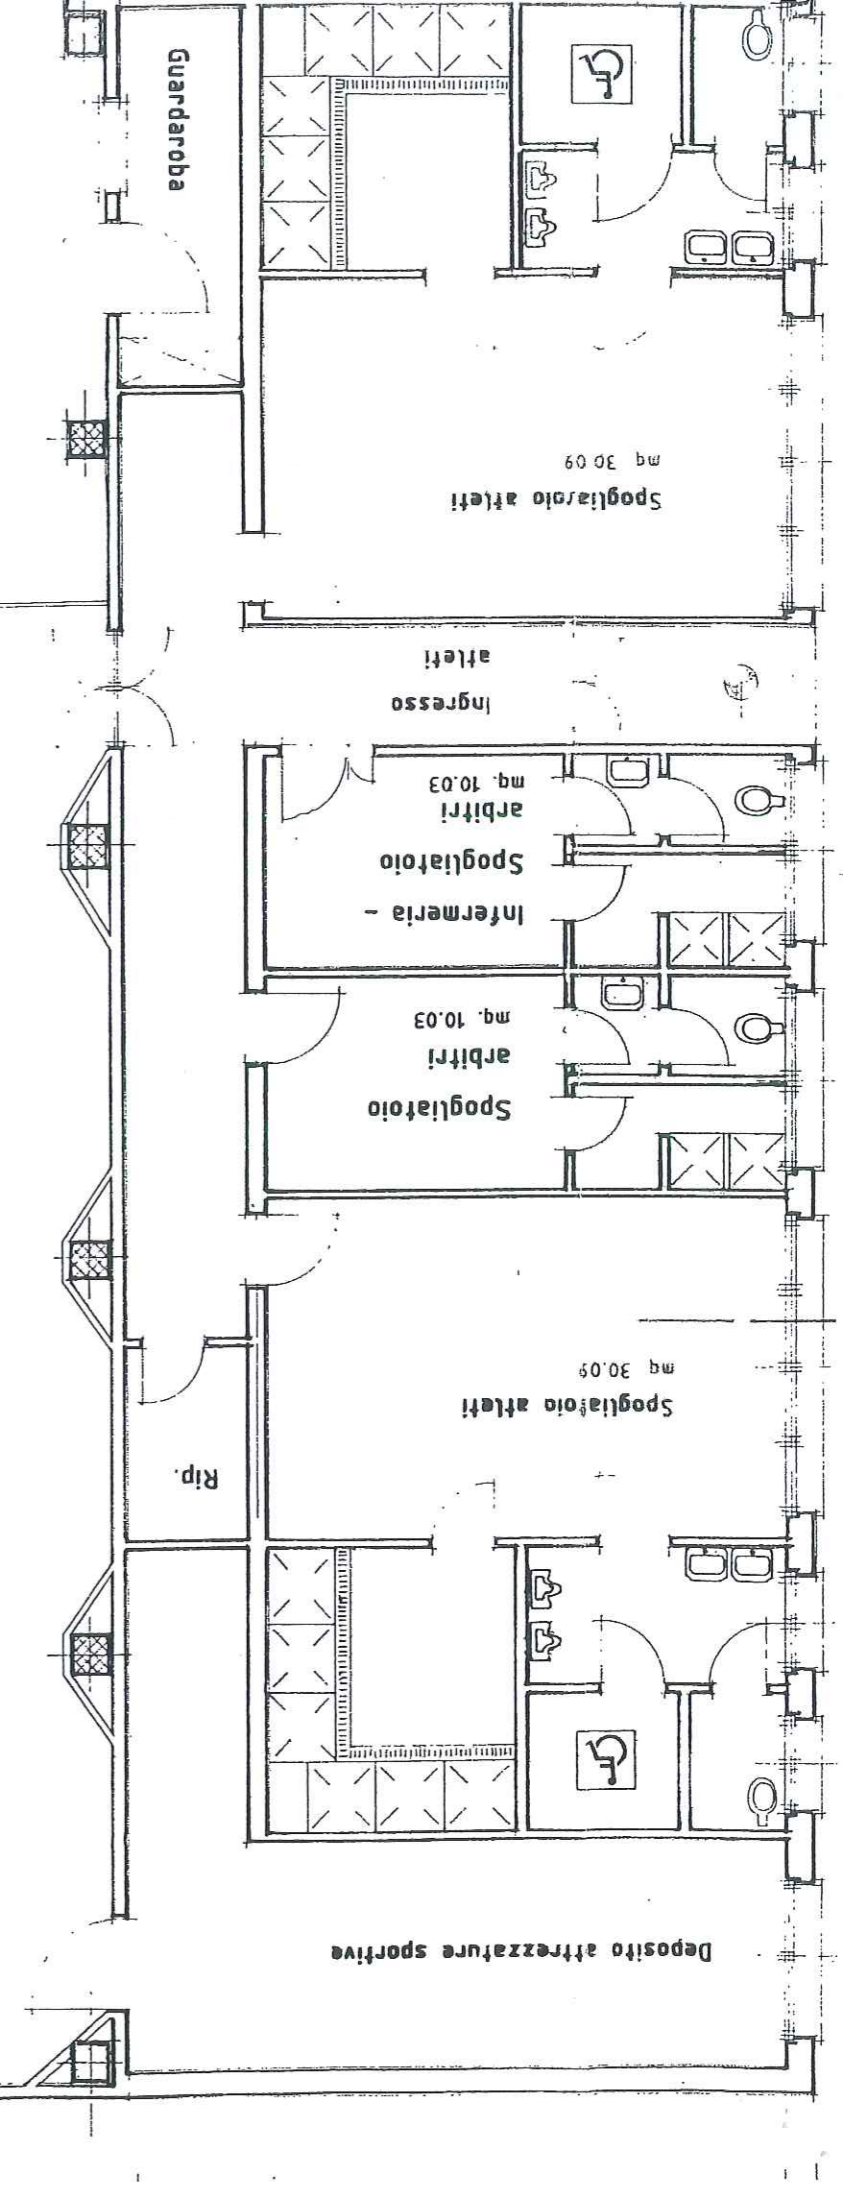 Deposito attrezzature sportive
Rip.
Spogliatoio atleti
mq 30.09
Spogliatoio
arbitri
mq. 10.03
Infermeria -
Spogliatoio
arbitri
mq. 10.03
Ingresso
atleti
Spogliatoio atleti
mq 30.09
Guardaroba